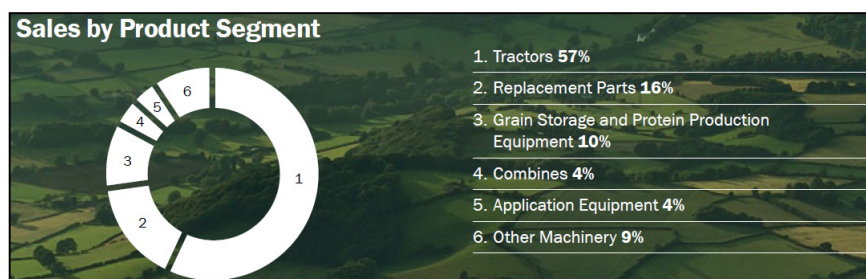 Sales by Product Segment
1. Tractors 57%
2. Replacement Parts 16%
3. Grain Storage and Protein Production
Equipment 10%
4. Combines 4%
5. Application Equipment 4%
6. Other Machinery 9%
6
5
4
3
2
1